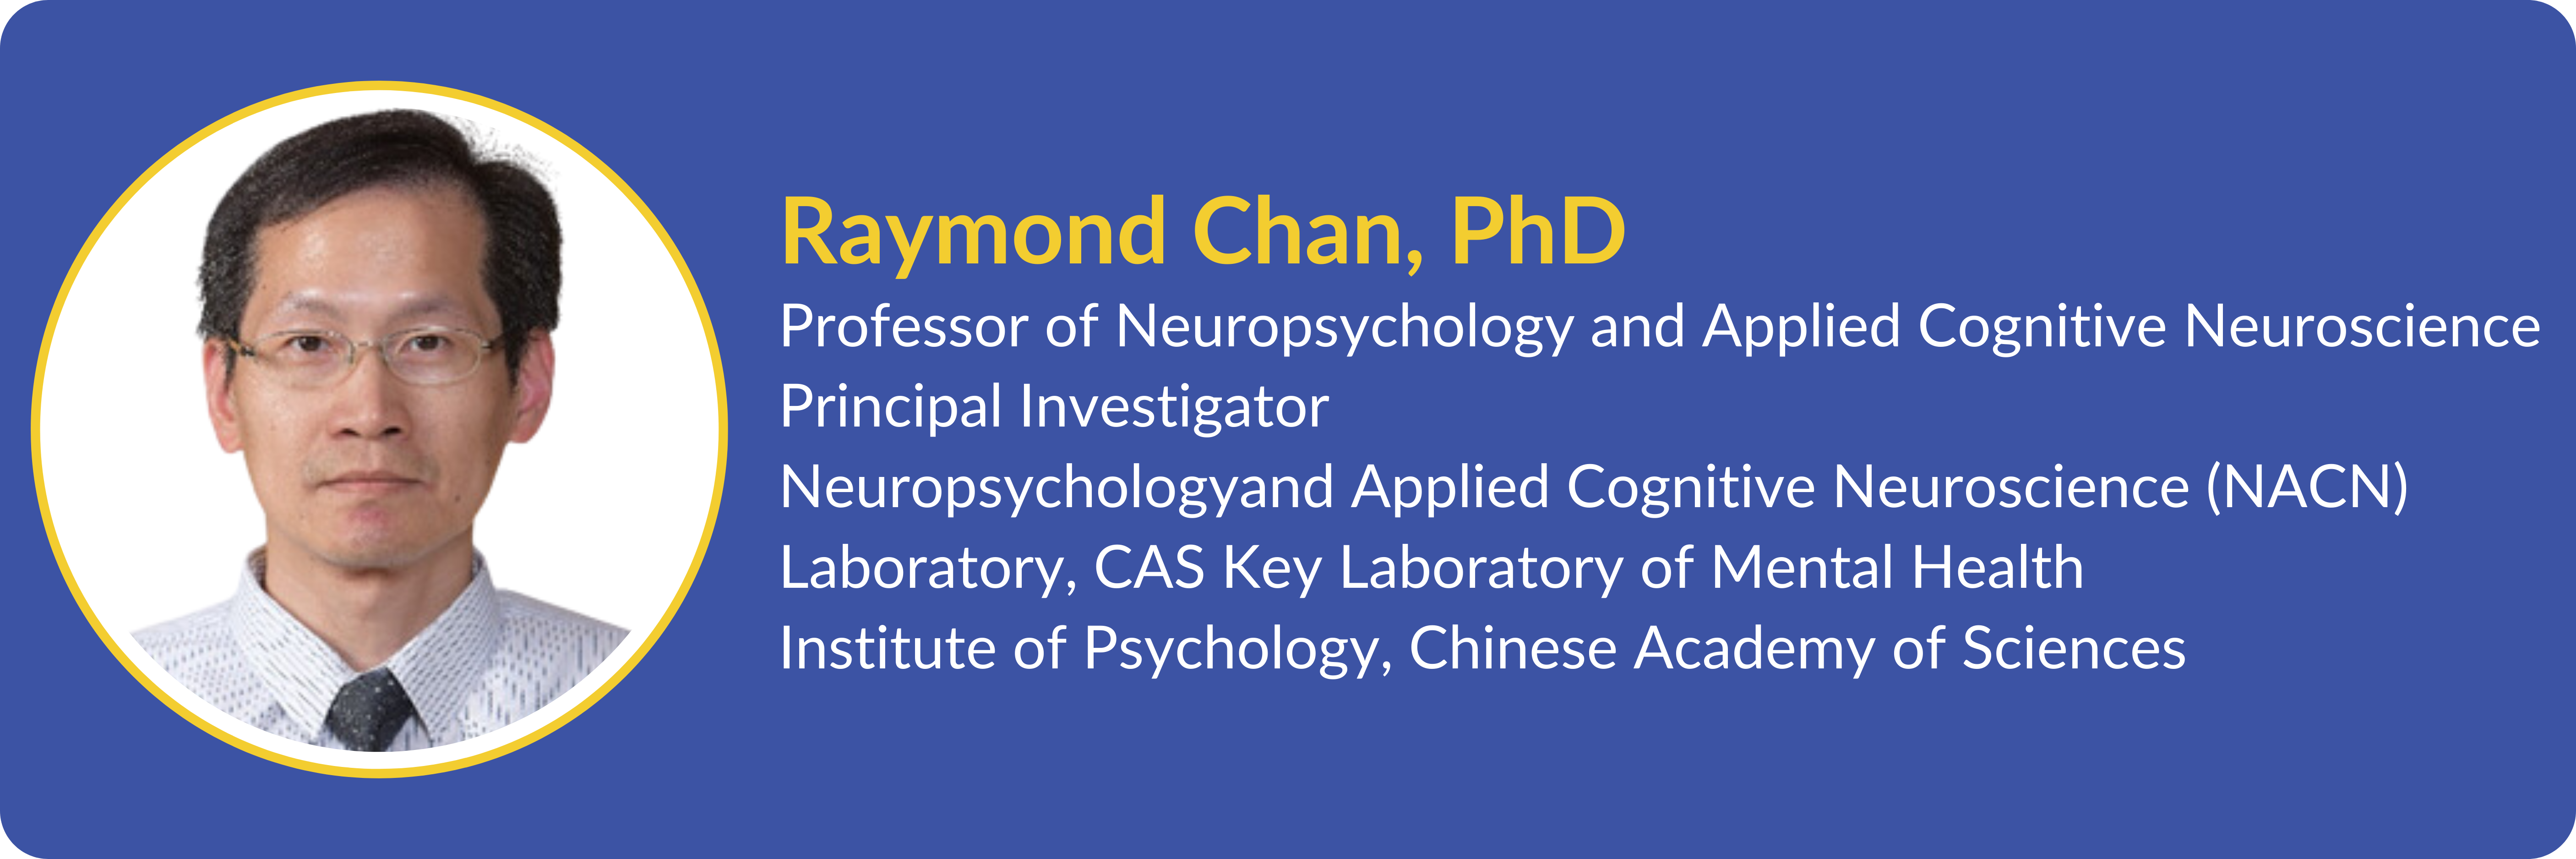 Raymond Chan, PhD
Professor of Neuropsychology and Applied Cognitive Neuroscience
Principal Investigator
Neuropsychologyand Applied Cognitive Neuroscience (NACN)
Laboratory, CAS Key Laboratory of Mental Health
Institute of Psychology, Chinese Academy of Sciences